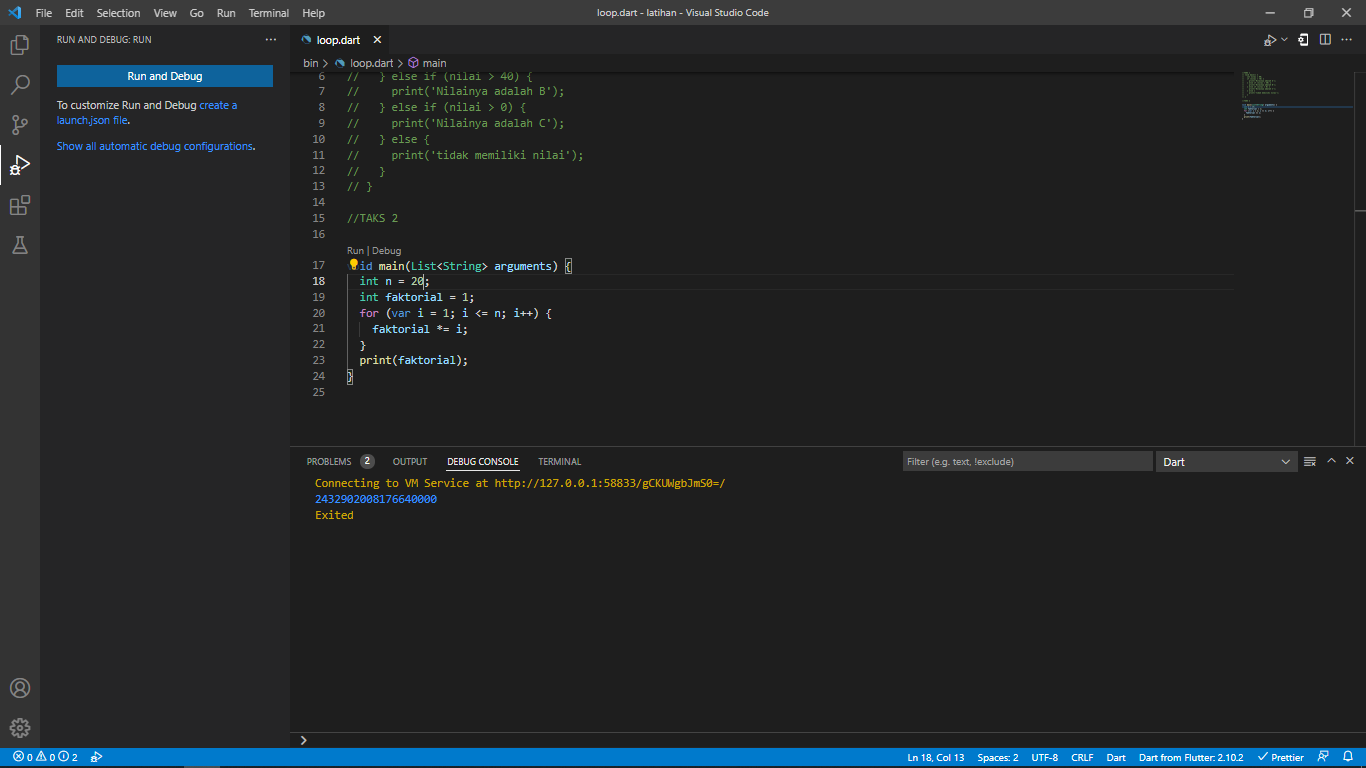 File Edit Selection View Go Run Terminal Help
loop.dart - latihan - Visual Studio Code
RUN AND DEBUG: RUN
Run and Debug
To customize Run and Debug create a
launch.json file.
Show all automatic debug configurations.
loop.dart
bin > loop.dart > main
6 //   } else if (nilai > 40) {
7 //     print('Nilainya adalah B');
8 //   } else if (nilai > 0) {
9 //     print('Nilainya adalah C');
10 //   } else {
11 //     print('tidak memiliki nilai');
12 //   }
13 // }
14
15 //TAKS 2
16
Run | Debug
17 id main(List<String> arguments) {
18   int n = 20;
19   int faktorial = 1;
20   for (var i = 1; i <= n; i++) {
21     faktorial *= i;
22   }
23   print(faktorial);
24 }
25
PROBLEMS 2 OUTPUT DEBUG CONSOLE TERMINAL
Filter (e.g. text, !exclude)
Dart
Connecting to VM Service at http://127.0.0.1:58833/gCKUWgbJmS0=/
2432902008176640000
Exited
>
0 0 2
Ln 18, Col 13 Spaces: 2 UTF-8 CRLF Dart Dart from Flutter: 2.10.2 Prettier